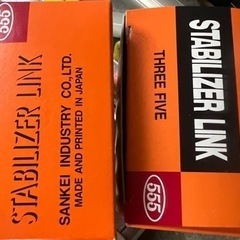 555
STABILIZER LINK
SANKEI INDUSTRY CO.,LTD.
MADE AND PRINTED IN JAPAN
STABILIZER LINK
THREE FIVE
555